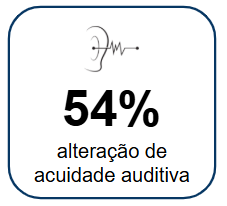 54%
alteração de
acuidade auditiva